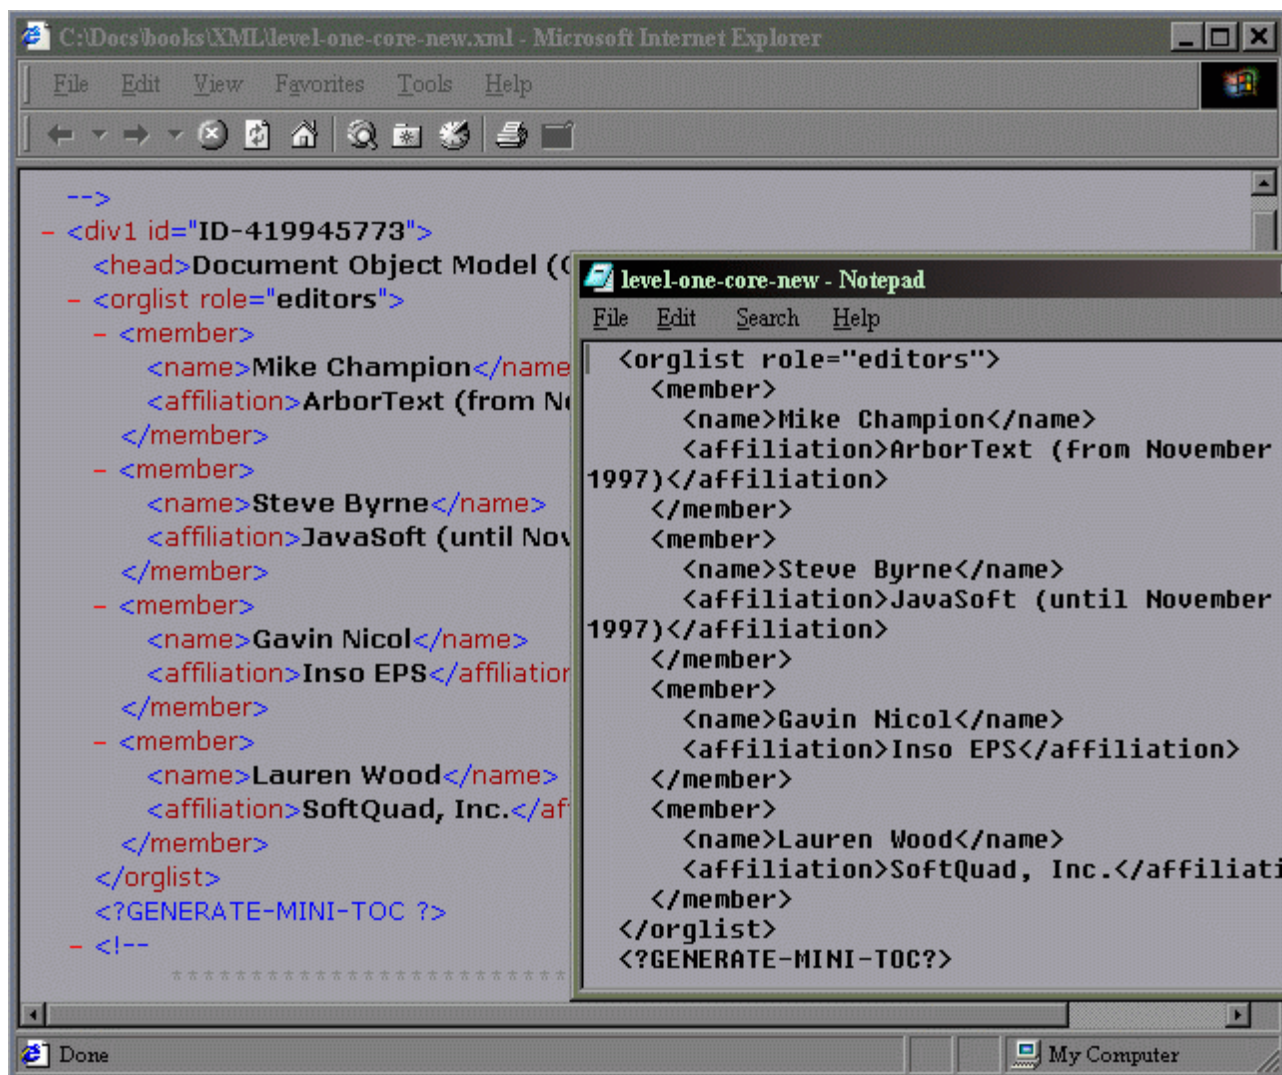 C:\Docs\books\XML\level-one-core-new.xml - Microsoft Internet Explorer
File Edit View Favorites Tools Help
-->
- <div1 id="ID-419945773">
<head>Document Object Model (
- <orglist role="editors">
- <member>
<name>Mike Champion</name
<affiliation>ArborText (from No
</member>
- <member>
<name>Steve Byrne</name>
<affiliation>JavaSoft (until Nov
</member>
- <member>
<name>Gavin Nicol</name>
<affiliation>Inso EPS</affiliation
</member>
- <member>
<name>Lauren Wood</name>
<affiliation>SoftQuad, Inc.</af
</member>
</orglist>
<?GENERATE-MINI-TOC ?>
- <!--
*************************
level-one-core-new - Notepad
File Edit Search Help
<orglist role="editors">
<member>
<name>Mike Champion</name>
<affiliation>ArborText (from November
1997)</affiliation>
</member>
<member>
<name>Steve Byrne</name>
<affiliation>JavaSoft (until November
1997)</affiliation>
</member>
<member>
<name>Gavin Nicol</name>
<affiliation>Inso EPS</affiliation>
</member>
<member>
<name>Lauren Wood</name>
<affiliation>SoftQuad, Inc.</affiliati
</member>
</orglist>
<?GENERATE-MINI-TOC?>
Done
My Computer